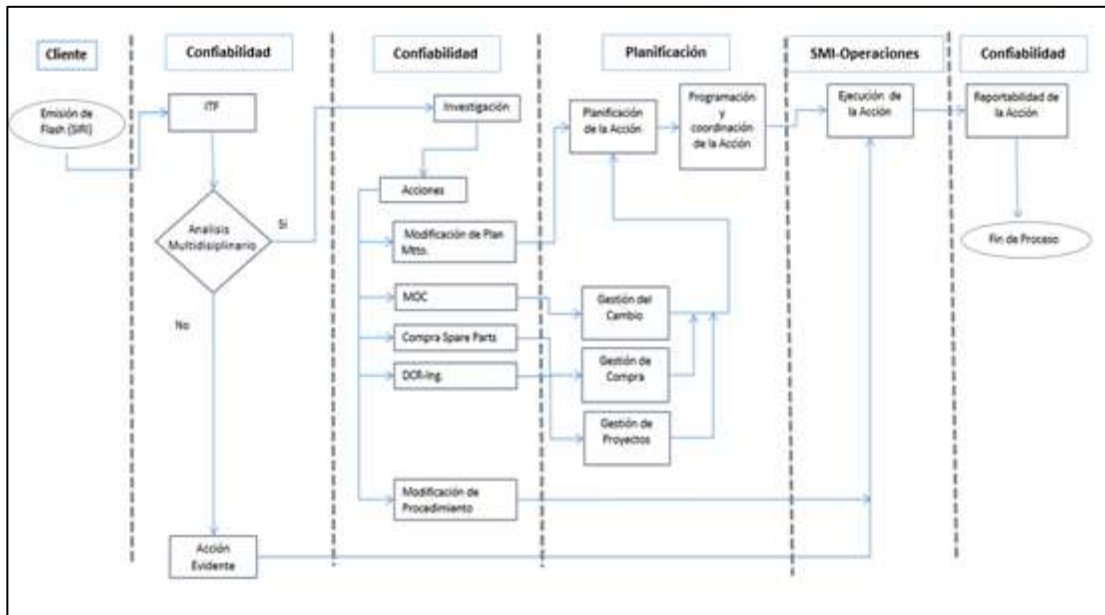 Cliente
Confiabilidad
Confiabilidad
Planificación
SMI-Operaciones
Confiabilidad
Emisión de
Flash (SIRI)
ITF
Análisis
Multidisiplinario
Si
No
Acción
Evidente
Investigación
Acciones
Modificación de Plan
Mtto.
MOC
Compra Spare Parts
DCR-Ing.
Modificación de
Procedimiento
Planificación
de la Acción
Programación
y
coordinación
de la Acción
Gestión del
Cambio
Gestión de
Compra
Gestión de
Proyectos
Ejecución de
la Acción
Reportabilidad de
la Acción
Fin de Proceso